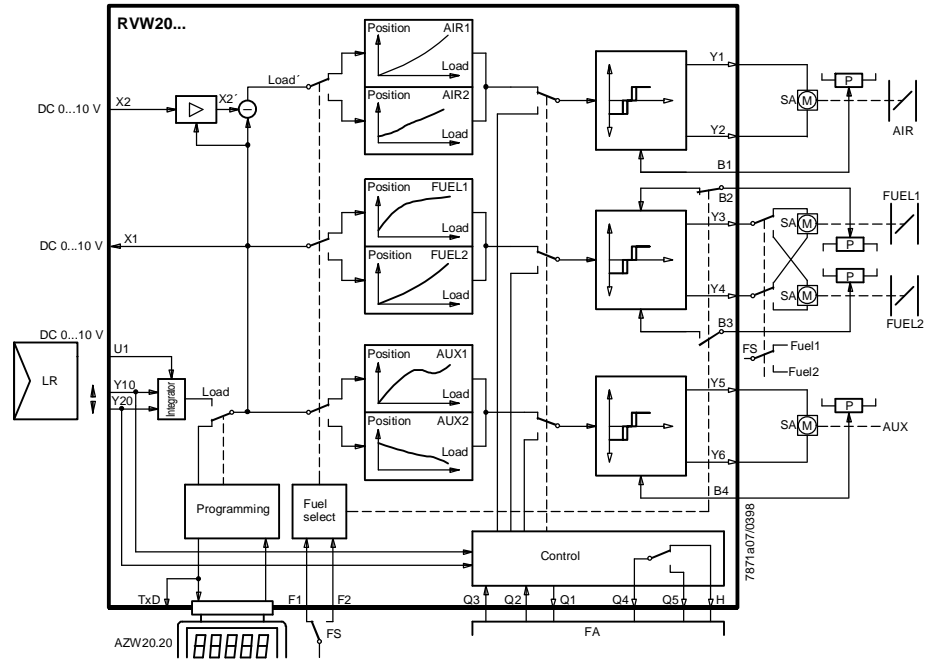 RVW20...
Position AIR1
Load
Position AIR2
Load
Load´
DC 0...10 V X2
X2´
Y1
Y2
SA M
P
AIR
B1
B2
Position FUEL1
Load
Position FUEL2
Load
DC 0...10 V X1
Y3
Y4
SA M
P
FUEL1
P
SA M
FUEL2
B3
FS
Fuel1
Fuel2
DC 0...10 V
U1
LR
Y10
Y20
Integrator
Load
Position AUX1
Load
Position AUX2
Load
Y5
Y6
SA M
P
AUX
B4
Programming
Fuel select
Control
7871a07/0398
TxD
F1
F2
Q3
Q2
Q1
Q4
Q5
H
AZW20.20
FS
FA